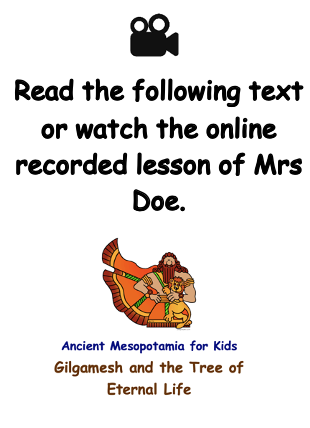 Read the following text
or watch the online
recorded lesson of Mrs
Doe.
Ancient Mesopotamia for Kids
Gilgamesh and the Tree of
Eternal Life